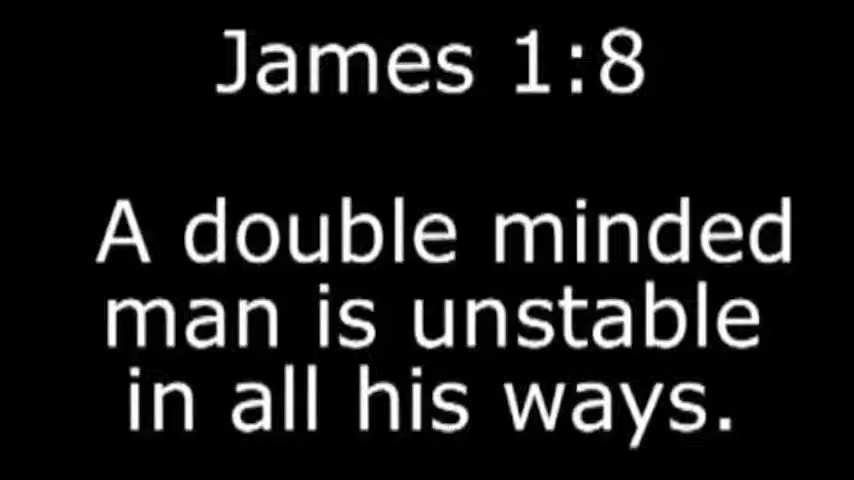 James 1:8
A double minded
man is unstable
in all his ways.